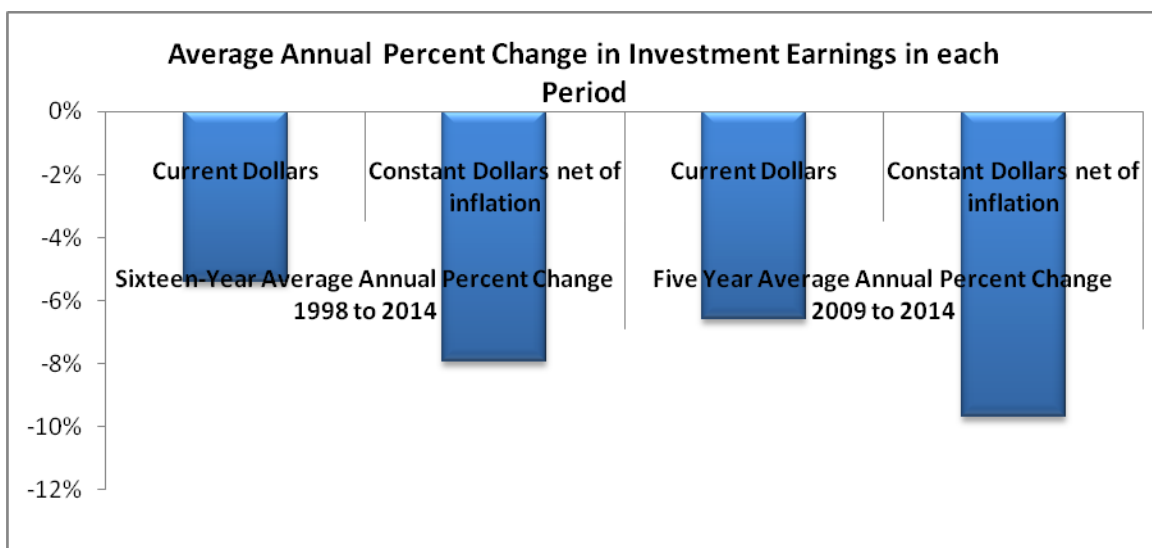 Average Annual Percent Change in Investment Earnings in each
Period
0%
-2%
-4%
-6%
-8%
-10%
-12%
Current Dollars
Constant Dollars net of
inflation
Current Dollars
Constant Dollars net of
inflation
Sixteen-Year Average Annual Percent Change
1998 to 2014
Five Year Average Annual Percent Change
2009 to 2014